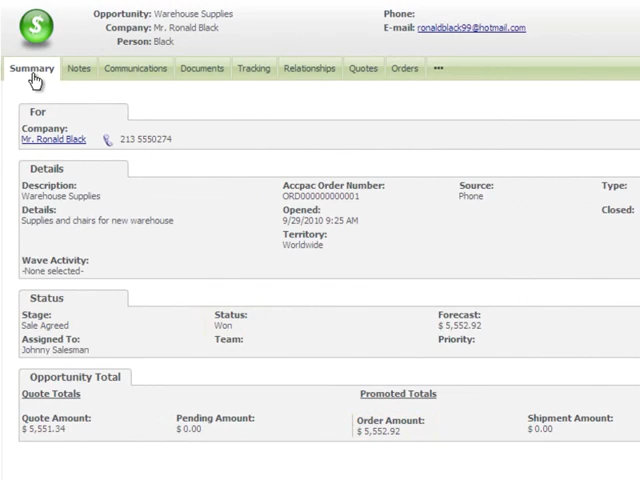 Opportunity: Warehouse Supplies
Company: Mr. Ronald Black
Person: Black
Phone:
E-mail: ronaldblack99@hotmail.com
Summary Notes Communications Documents Tracking Relationships Quotes Orders •••
For
Company:
Mr. Ronald Black 213 5550274
Details
Description: Accpac Order Number: Source: Type:
Warehouse Supplies ORD000000000001 Phone
Details: Opened: Closed:
Supplies and chairs for new warehouse 9/29/2010 9:25 AM
Territory:
Worldwide
Wave Activity:
-None selected-
Status
Stage: Status: Forecast:
Sale Agreed Won $ 5,552.92
Assigned To: Team: Priority:
Johnny Salesman
Opportunity Total
Quote Totals Promoted Totals
Quote Amount: Pending Amount: Order Amount: Shipment Amount:
$ 5,551.34 $ 0.00 $ 5,552.92 $ 0.00